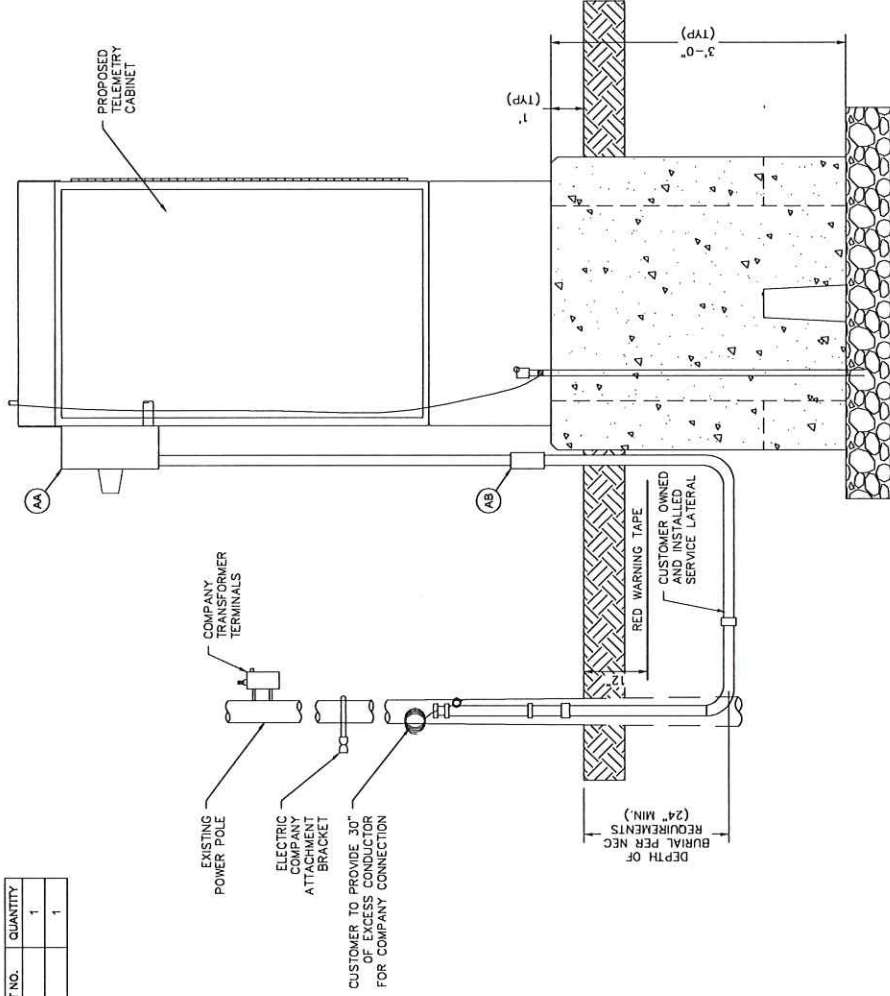 T NO. QUANTITY
1
1
EXISTING
POWER POLE
COMPANY
TRANSFORMER
TERMINALS
ELECTRIC
COMPANY
ATTACHMENT
BRACKET
CUSTOMER TO PROVIDE 30"
OF EXCESS CONDUCTOR
FOR COMPANY CONNECTION
AA
AB
PROPOSED
TELEMETRY
CABINET
DEPTH OF
BURIAL PER NEC
REQUIREMENTS
(24" MIN.)
12"
RED WARNING TAPE
CUSTOMER OWNED
AND INSTALLED
SERVICE LATERAL
1'
(TYP)
3'-0"
(TYP)